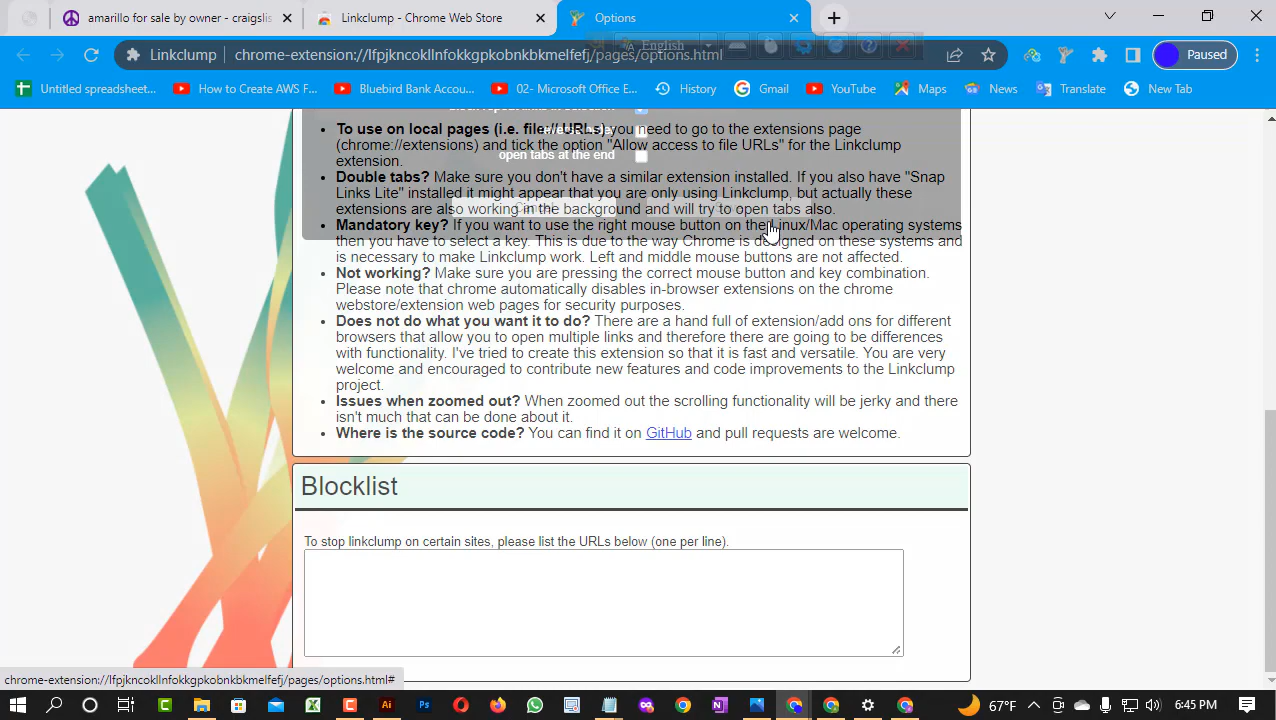 amarillo for sale by owner - craigslis
Linkclump - Chrome Web Store
Options
English
Linkclump
chrome-extension://lfpjkncokllnfokkgpkobnkbkmelfefj/pages/options.html
Paused
Untitled spreadsheet...
How to Create AWS F...
Bluebird Bank Accou...
02- Microsoft Office E...
History
Gmail
YouTube
Maps
News
Translate
New Tab
To use on local pages (i.e. file:// URLs) you need to go to the extensions page
(chrome://extensions) and tick the option "Allow access to file URLs" for the Linkclump
open tabs at the end
extension.
Double tabs? Make sure you don't have a similar extension installed. If you also have "Snap
Links Lite" installed it might appear that you are only using Linkclump, but actually these
extensions are also working in the background and will try to open tabs also.
Mandatory key? If you want to use the right mouse button on the Linux/Mac operating systems
then you have to select a key. This is due to the way Chrome is designed on these systems and
is necessary to make Linkclump work. Left and middle mouse buttons are not affected.
Not working? Make sure you are pressing the correct mouse button and key combination.
Please note that chrome automatically disables in-browser extensions on the chrome
webstore/extension web pages for security purposes.
Does not do what you want it to do? There are a hand full of extension/add ons for different
browsers that allow you to open multiple links and therefore there are going to be differences
with functionality. I've tried to create this extension so that it is fast and versatile. You are very
welcome and encouraged to contribute new features and code improvements to the Linkclump
project.
Issues when zoomed out? When zoomed out the scrolling functionality will be jerky and there
isn't much that can be done about it.
Where is the source code? You can find it on GitHub and pull requests are welcome.
Blocklist
To stop linkclump on certain sites, please list the URLs below (one per line).
chrome-extension://lfpjkncokllnfokkgpkobnkbkmelfefj/pages/options.html#
67°F
6:45 PM